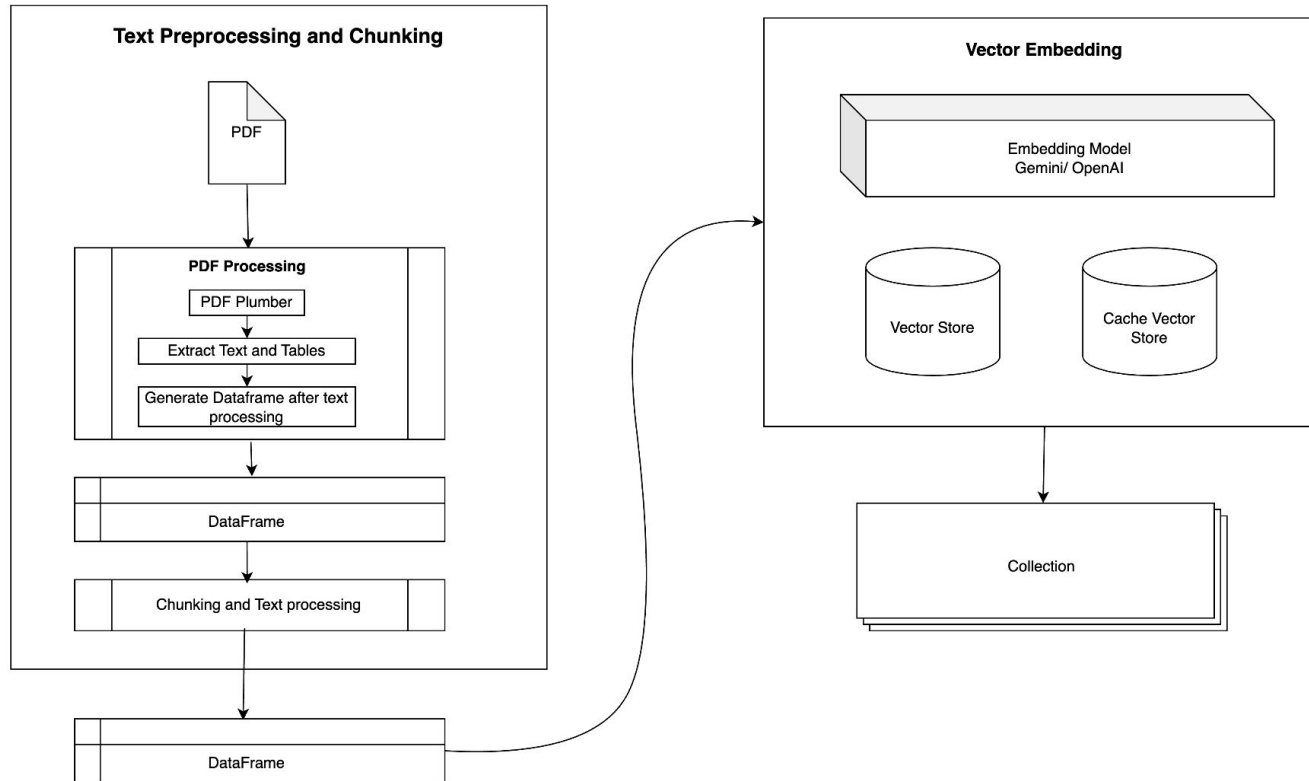 Text Preprocessing and Chunking
PDF
PDF Processing
PDF Plumber
Extract Text and Tables
Generate Dataframe after text
processing
DataFrame
Chunking and Text processing
DataFrame
Vector Embedding
Embedding Model
Gemini/ OpenAI
Vector Store
Cache Vector
Store
Collection